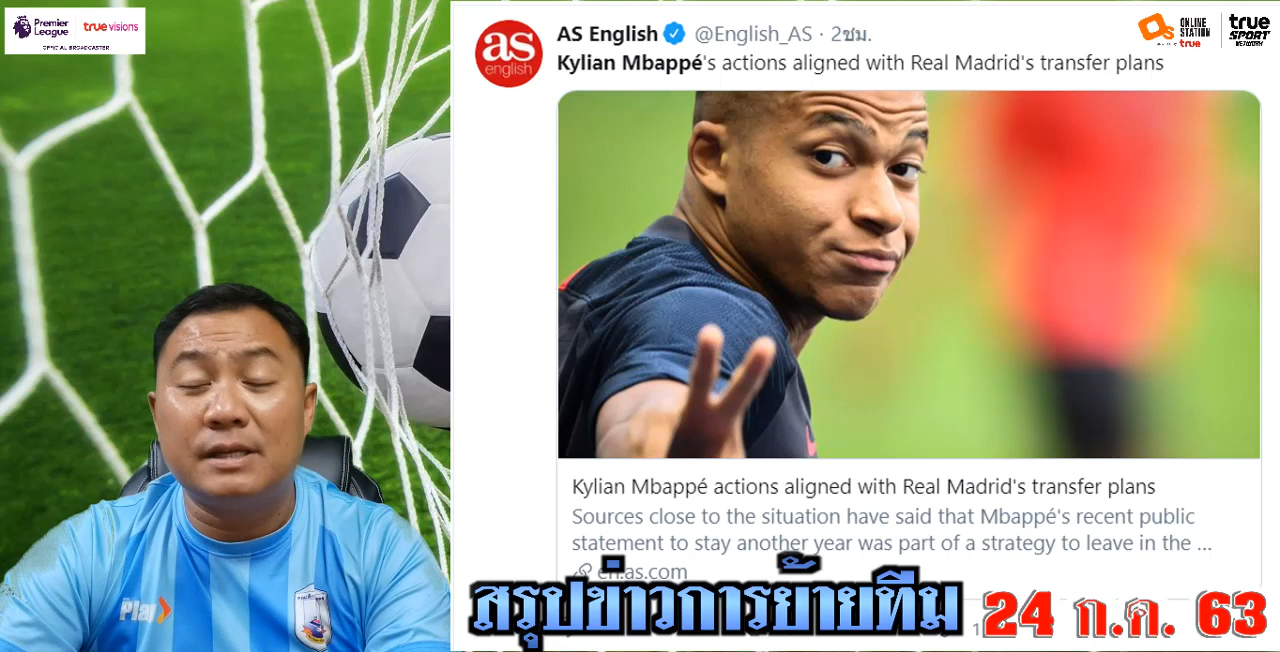 Premier League
truevisions
OFFICIAL BROADCASTER
as english
AS English @English_AS · 2ชม.
Kylian Mbappé's actions aligned with Real Madrid's transfer plans
ONLINE STATION
true
true SPORT NETWORK
Kylian Mbappé actions aligned with Real Madrid's transfer plans
Sources close to the situation have said that Mbappé's recent public
statement to stay another year was part of a strategy to leave in the ...
en.as.com
Play
สรุปข่าวการย้ายทีม 24 ก.ค. 63